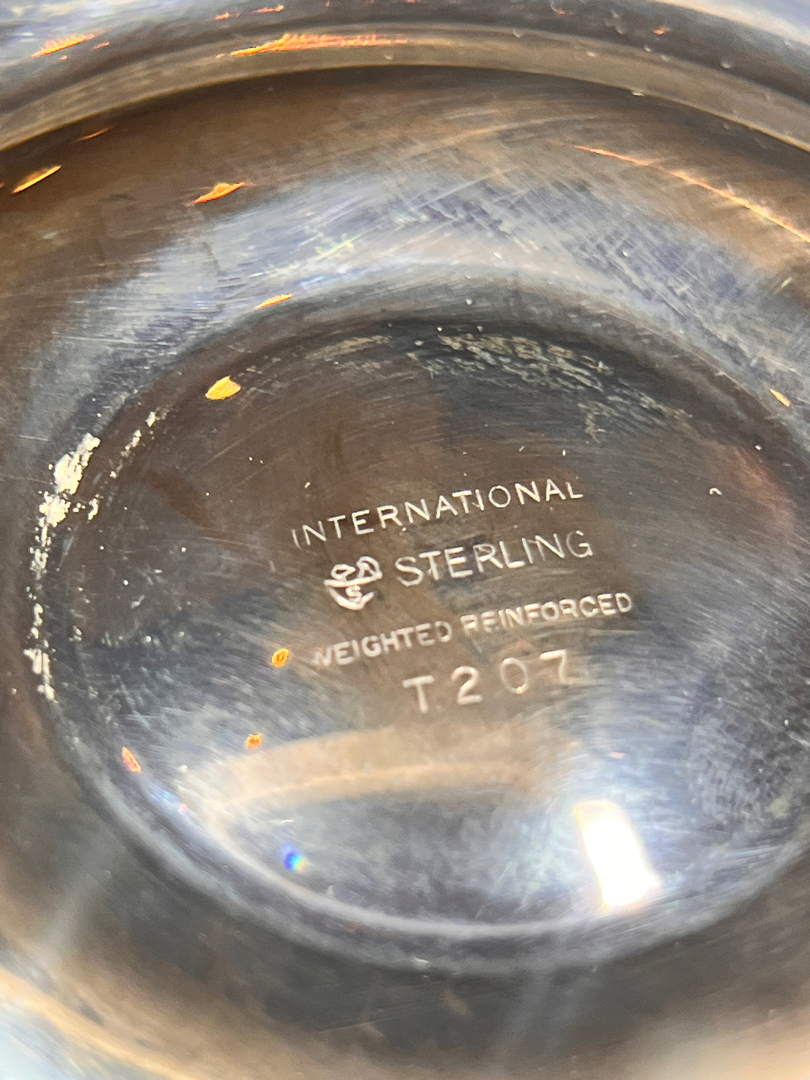 INTERNATIONAL
S STERLING
WEIGHTED REINFORCED
T207